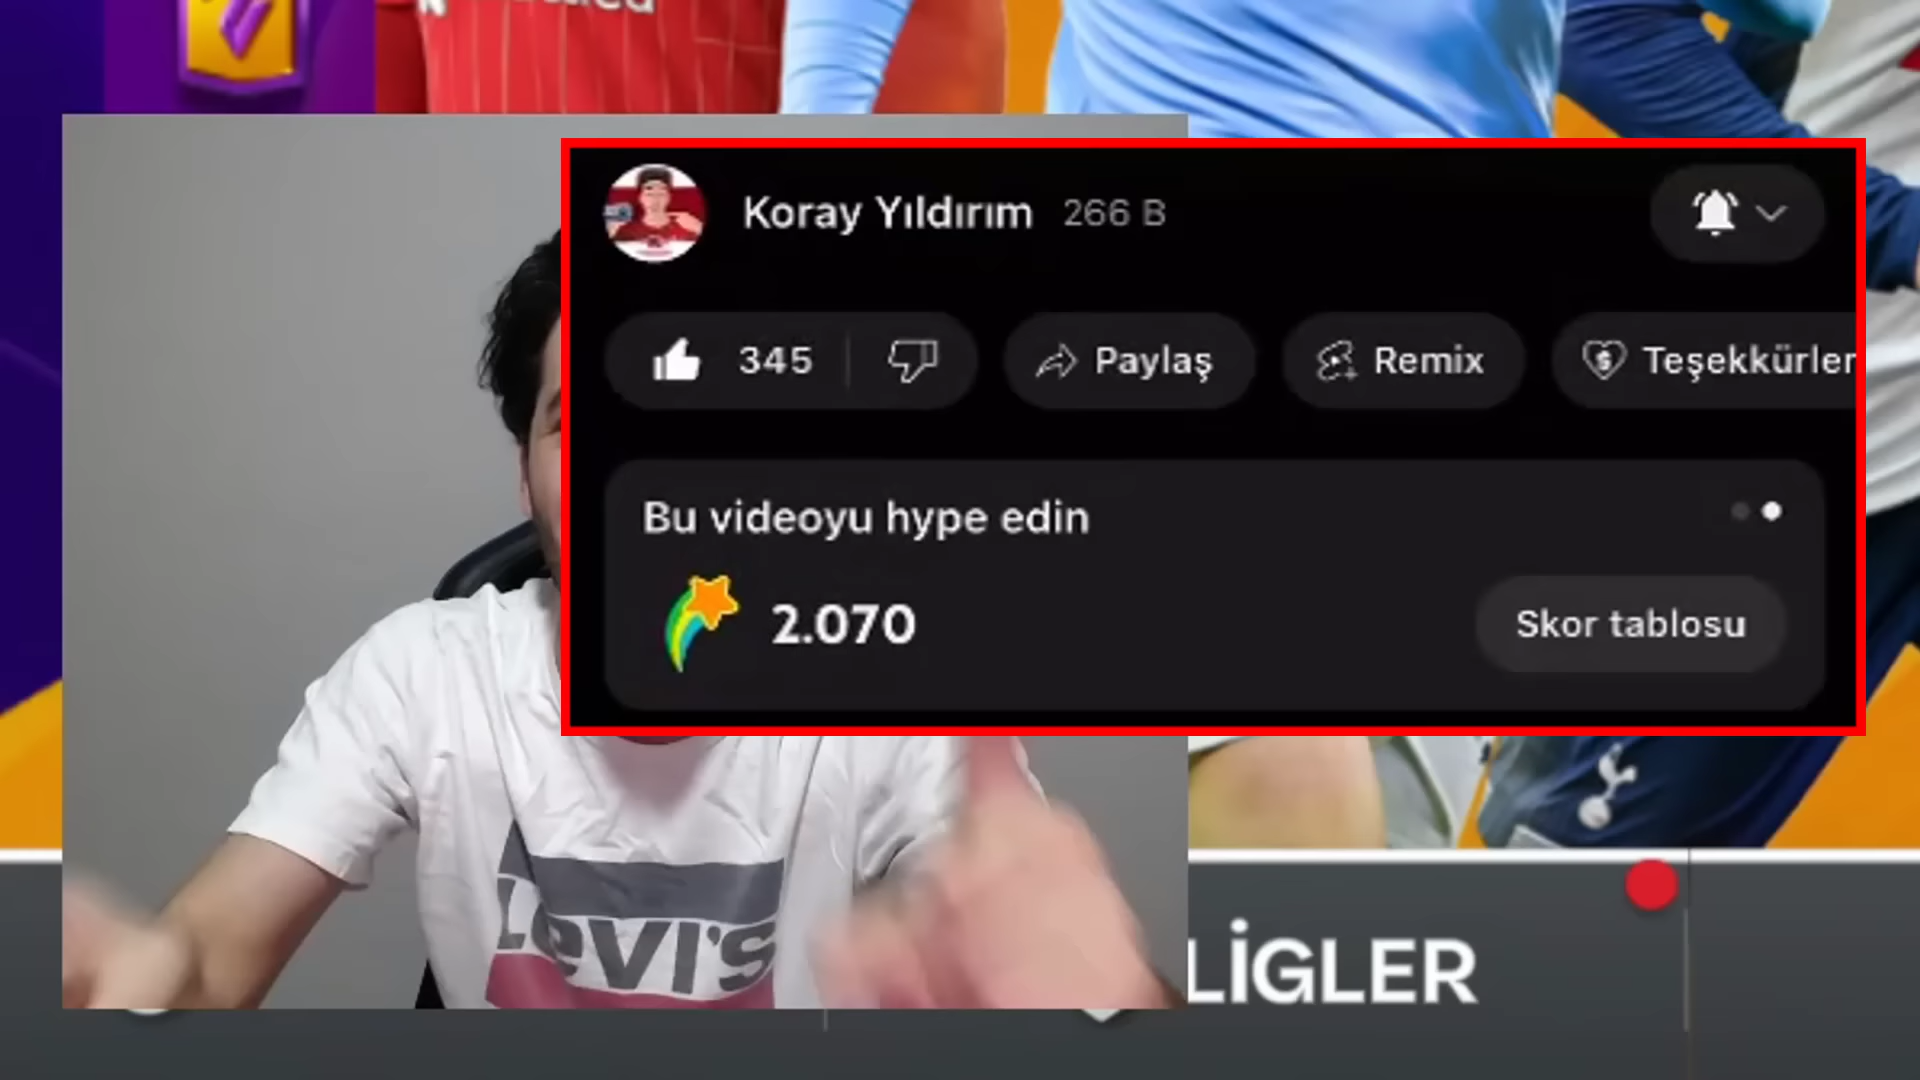 Koray Yıldırım 266 B
345 Paylaş Remix Teşekkürler
Bu videoyu hype edin
2.070 Skor tablosu
Levi's
LİGLER